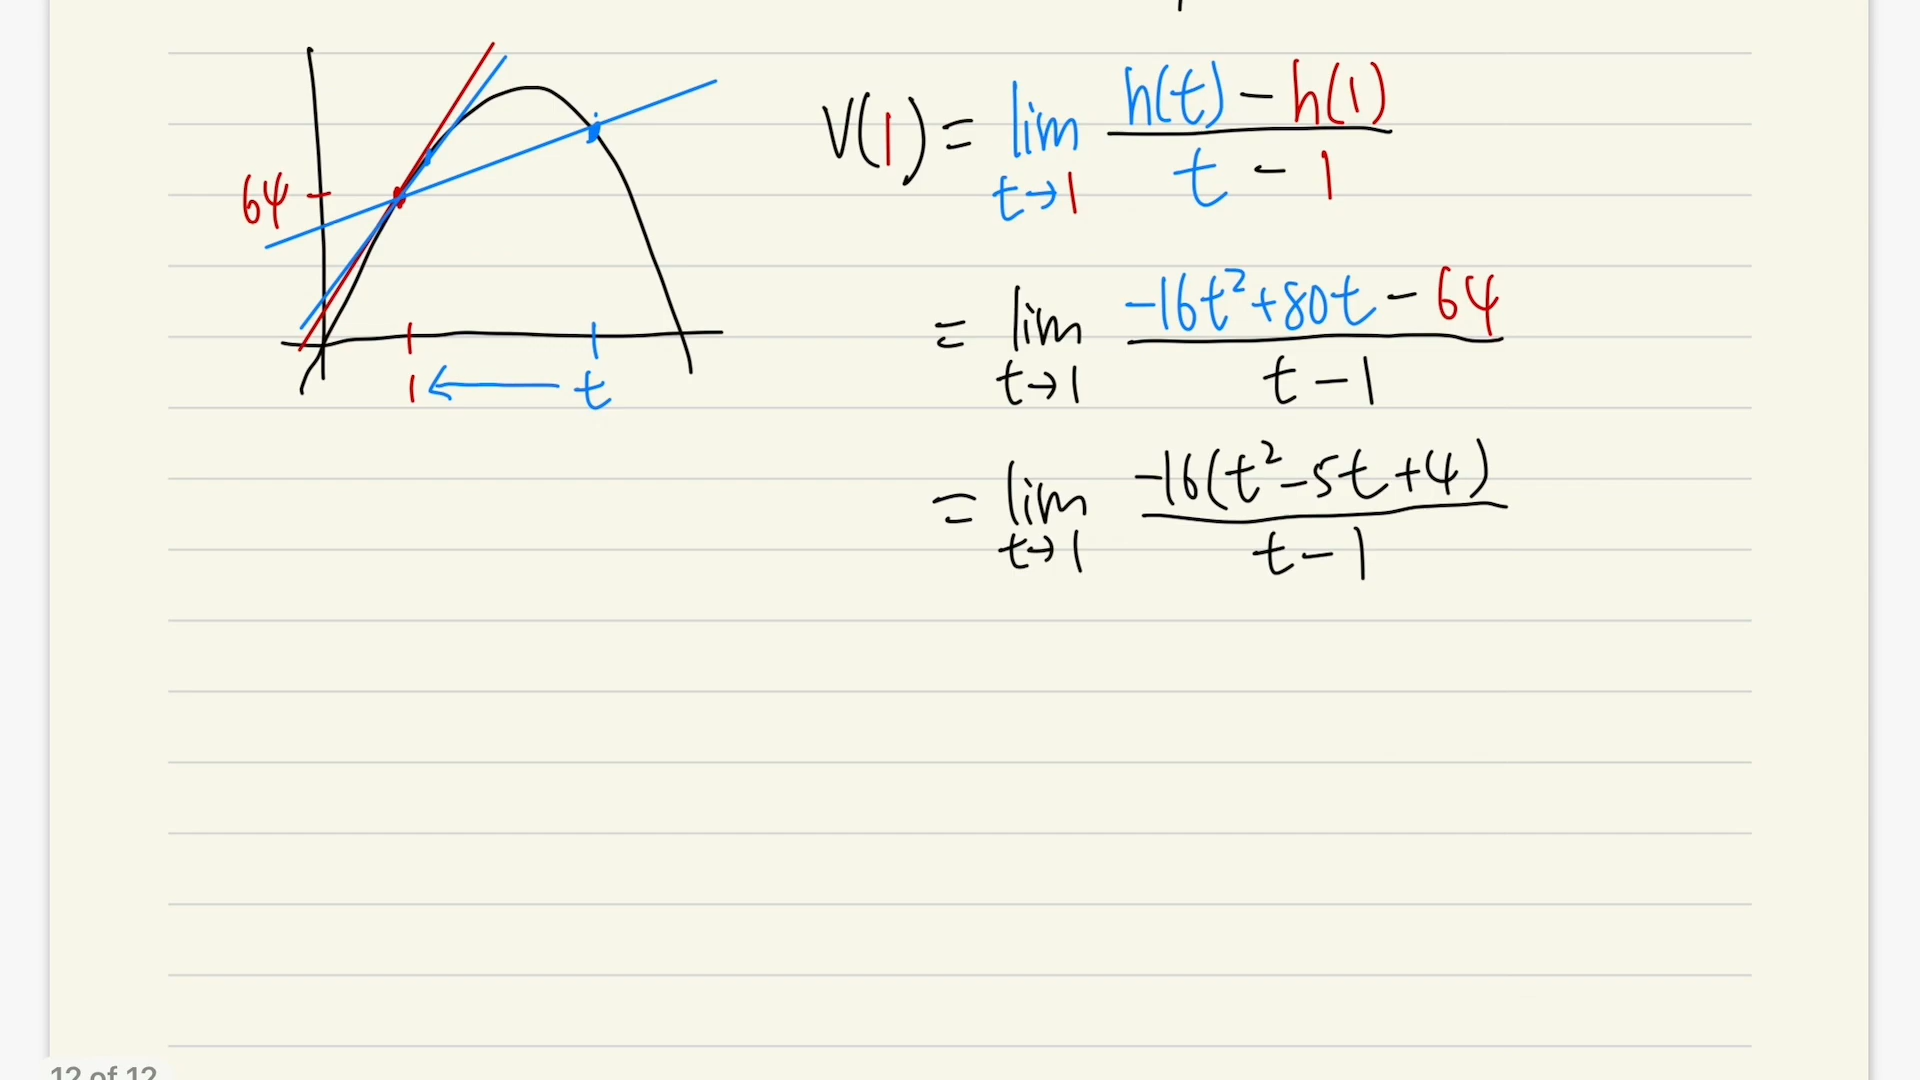 64
1 ← t
V(1) = lim t→1 h(t) - h(1) / t - 1
= lim t→1 -16t² + 80t - 64 / t - 1
= lim t→1 -16(t² - 5t + 4) / t - 1
12 of 12